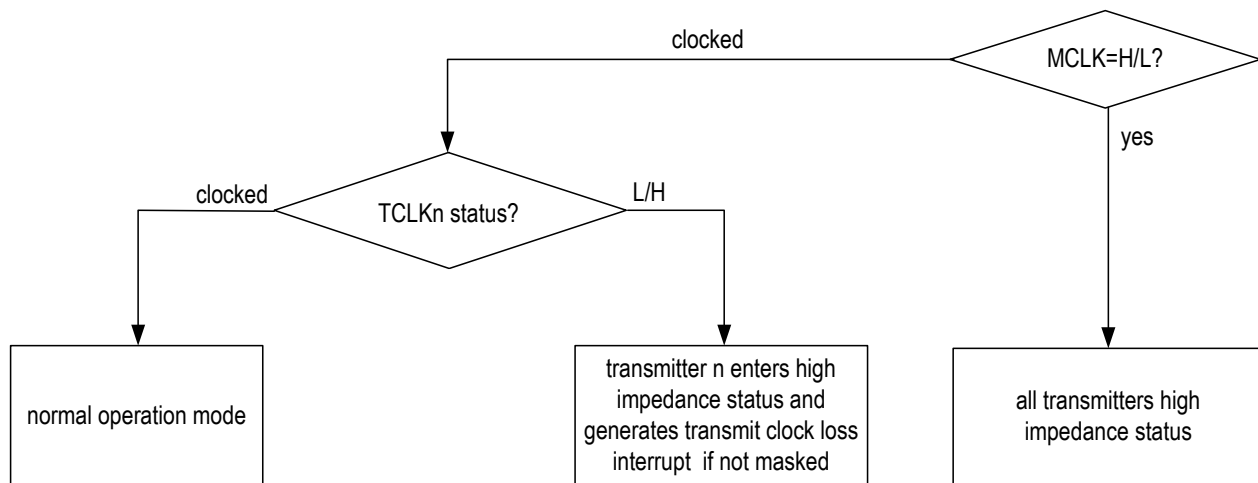 clocked
MCLK=H/L?
yes
clocked
TCLKn status?
L/H
normal operation mode
transmitter n enters high
impedance status and
generates transmit clock loss
interrupt if not masked
all transmitters high
impedance status